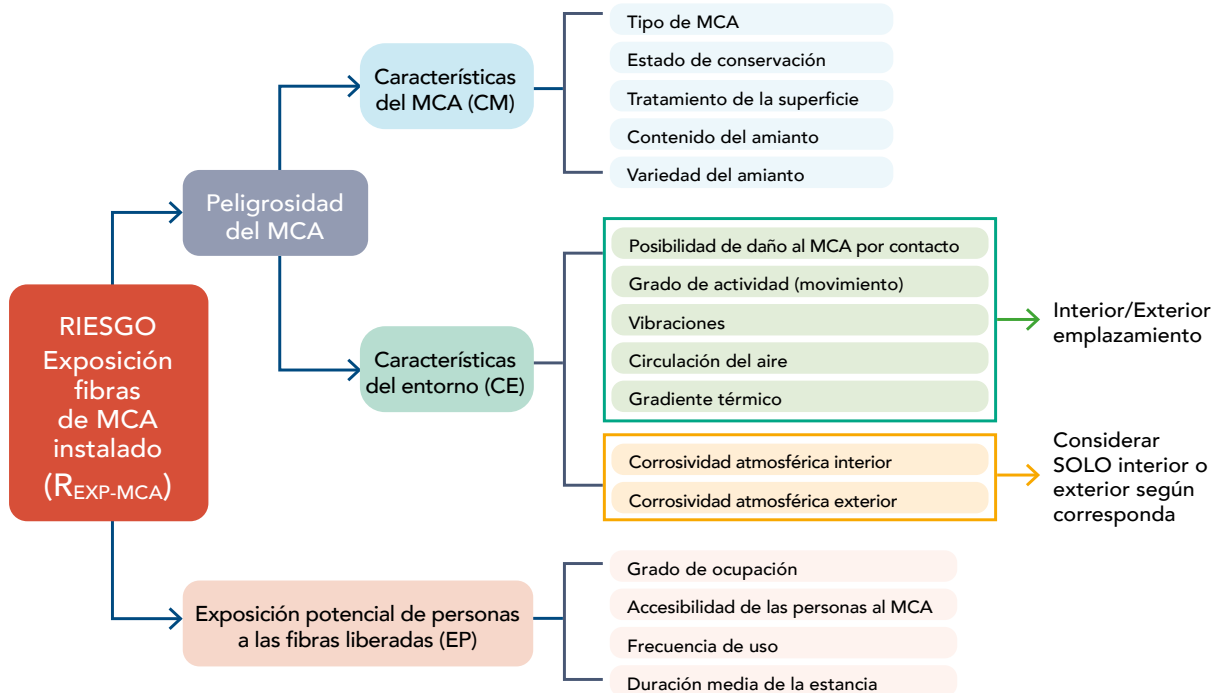 RIESGO
Exposición
fibras
de MCA
instalado
(REXP-MCA)
Peligrosidad
del MCA
Características
del MCA (CM)
Tipo de MCA
Estado de conservación
Tratamiento de la superficie
Contenido del amianto
Variedad del amianto
Características
del entorno (CE)
Posibilidad de daño al MCA por contacto
Grado de actividad (movimiento)
Vibraciones
Circulación del aire
Gradiente térmico
Interior/Exterior
emplazamiento
Corrosividad atmosférica interior
Corrosividad atmosférica exterior
Considerar
SOLO interior o
exterior según
corresponda
Exposición potencial de personas
a las fibras liberadas (EP)
Grado de ocupación
Accesibilidad de las personas al MCA
Frecuencia de uso
Duración media de la estancia